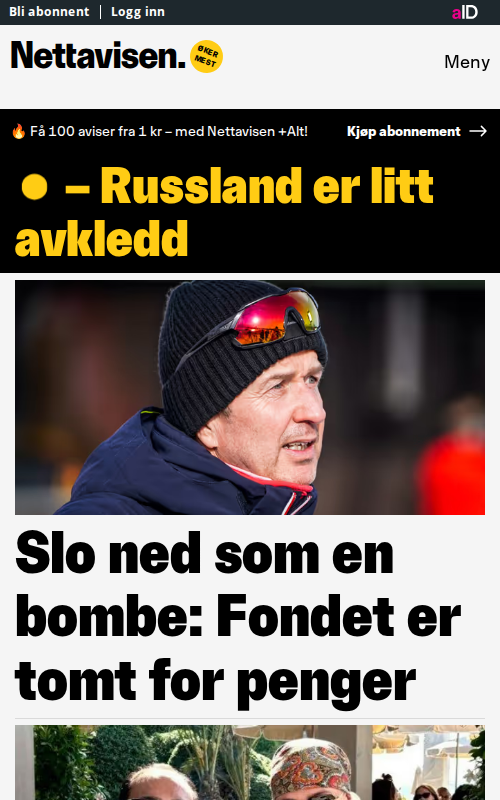 Bli abonnent
Logg inn
aID
Nettavisen.
ØKER
MEST
Meny
🔥 Få 100 aviser fra 1 kr – med Nettavisen +Alt!
Kjøp abonnement →
– Russland er litt
avkledd
Slo ned som en
bombe: Fondet er
tomt for penger